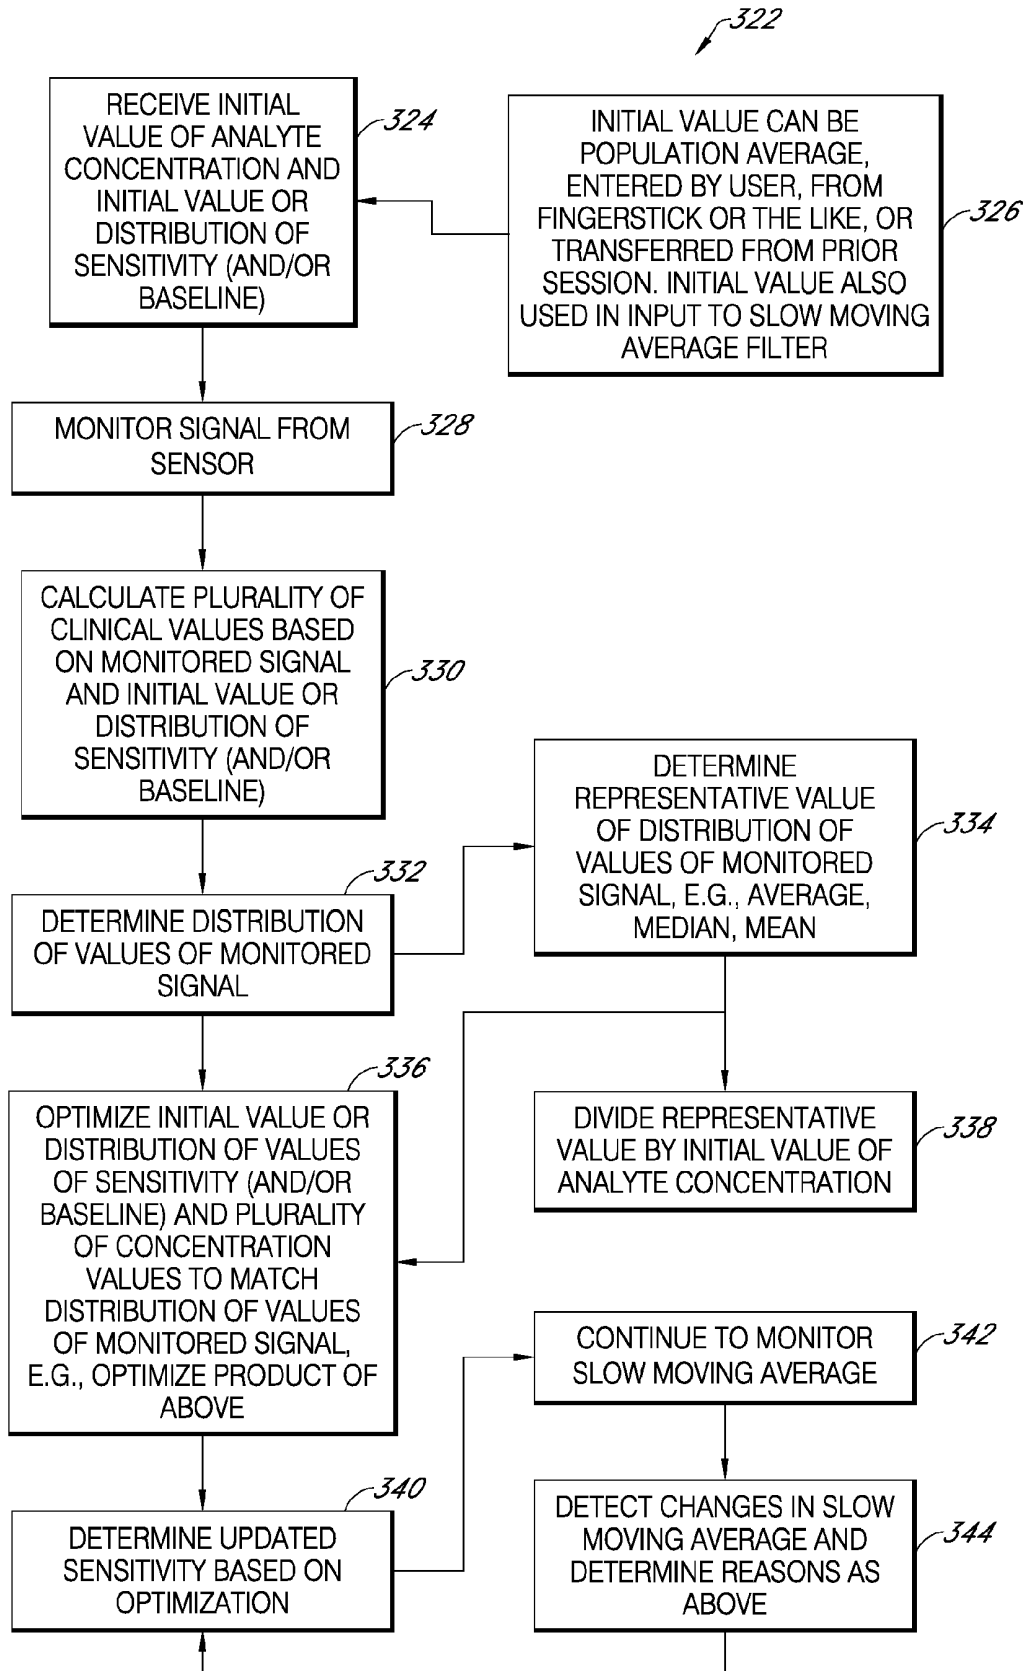 322
RECEIVE INITIAL
VALUE OF ANALYTE
CONCENTRATION AND
INITIAL VALUE OR
DISTRIBUTION OF
SENSITIVITY (AND/OR
BASELINE)
324
INITIAL VALUE CAN BE
POPULATION AVERAGE,
ENTERED BY USER, FROM
FINGERSTICK OR THE LIKE, OR
TRANSFERRED FROM PRIOR
SESSION. INITIAL VALUE ALSO
USED IN INPUT TO SLOW MOVING
AVERAGE FILTER
326
MONITOR SIGNAL FROM
SENSOR
328
CALCULATE PLURALITY OF
CLINICAL VALUES BASED
ON MONITORED SIGNAL
AND INITIAL VALUE OR
DISTRIBUTION OF
SENSITIVITY (AND/OR
BASELINE)
330
332
DETERMINE DISTRIBUTION
OF VALUES OF MONITORED
SIGNAL
DETERMINE
REPRESENTATIVE VALUE
OF DISTRIBUTION OF
VALUES OF MONITORED
SIGNAL, E.G., AVERAGE,
MEDIAN, MEAN
334
336
OPTIMIZE INITIAL VALUE OR
DISTRIBUTION OF VALUES
OF SENSITIVITY (AND/OR
BASELINE) AND PLURALITY
OF CONCENTRATION
VALUES TO MATCH
DISTRIBUTION OF VALUES
OF MONITORED SIGNAL,
E.G., OPTIMIZE PRODUCT OF
ABOVE
DIVIDE REPRESENTATIVE
VALUE BY INITIAL VALUE OF
ANALYTE CONCENTRATION
338
340
DETERMINE UPDATED
SENSITIVITY BASED ON
OPTIMIZATION
CONTINUE TO MONITOR
SLOW MOVING AVERAGE
342
DETECT CHANGES IN SLOW
MOVING AVERAGE AND
DETERMINE REASONS AS
ABOVE
344